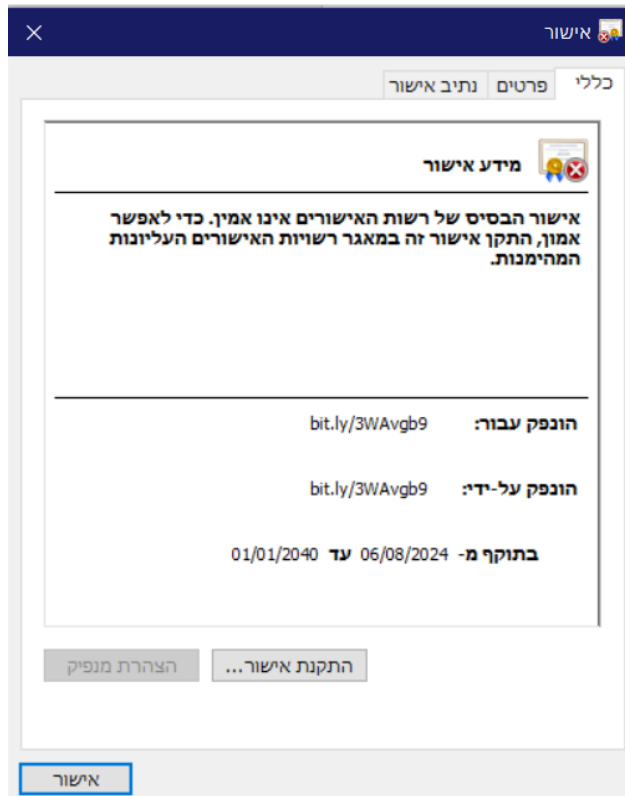 אישור
כללי
פרטים
נתיב אישור
מידע אישור
אישור הבסיס של רשות האישורים אינו אמין. כדי לאפשר
אמון, התקן אישור זה במאגר רשויות האישורים העליונות
המהימנות.
הונפק עבור: bit.ly/3WAvgb9
הונפק על-ידי: bit.ly/3WAvgb9
בתוקף מ- 06/08/2024 עד 01/01/2040
התקנת אישור...
הצהרת מנפיק
אישור